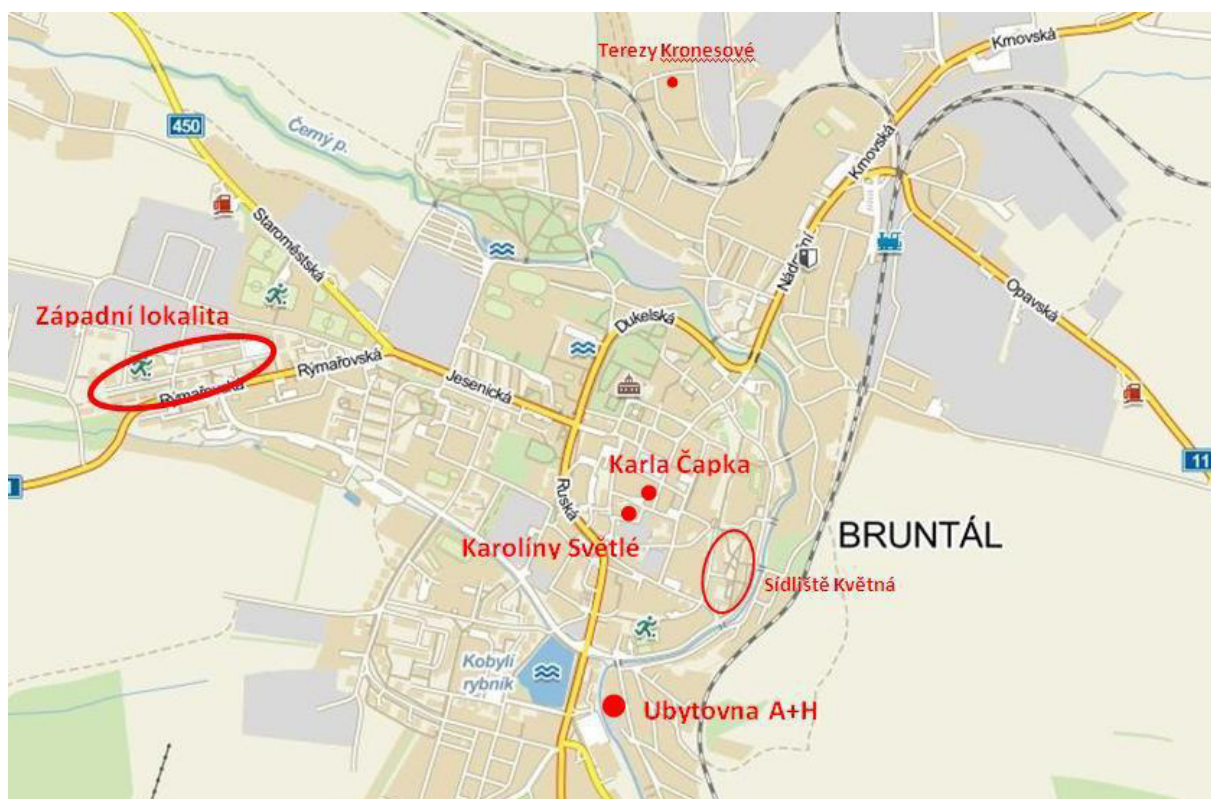 Terezy Kronesové
Krnovská
Krnovská
450
Černý p.
Staroměstská
Nádražní
Opavská
Dukelská
Západní lokalita
Rýmařovská
Rýmařovská
Jesenická
Karla Čapka
11
Ruská
Karolíny Světlé
BRUNTÁL
Sídliště Květná
Kobylí
rybník
Ubytovna A+H